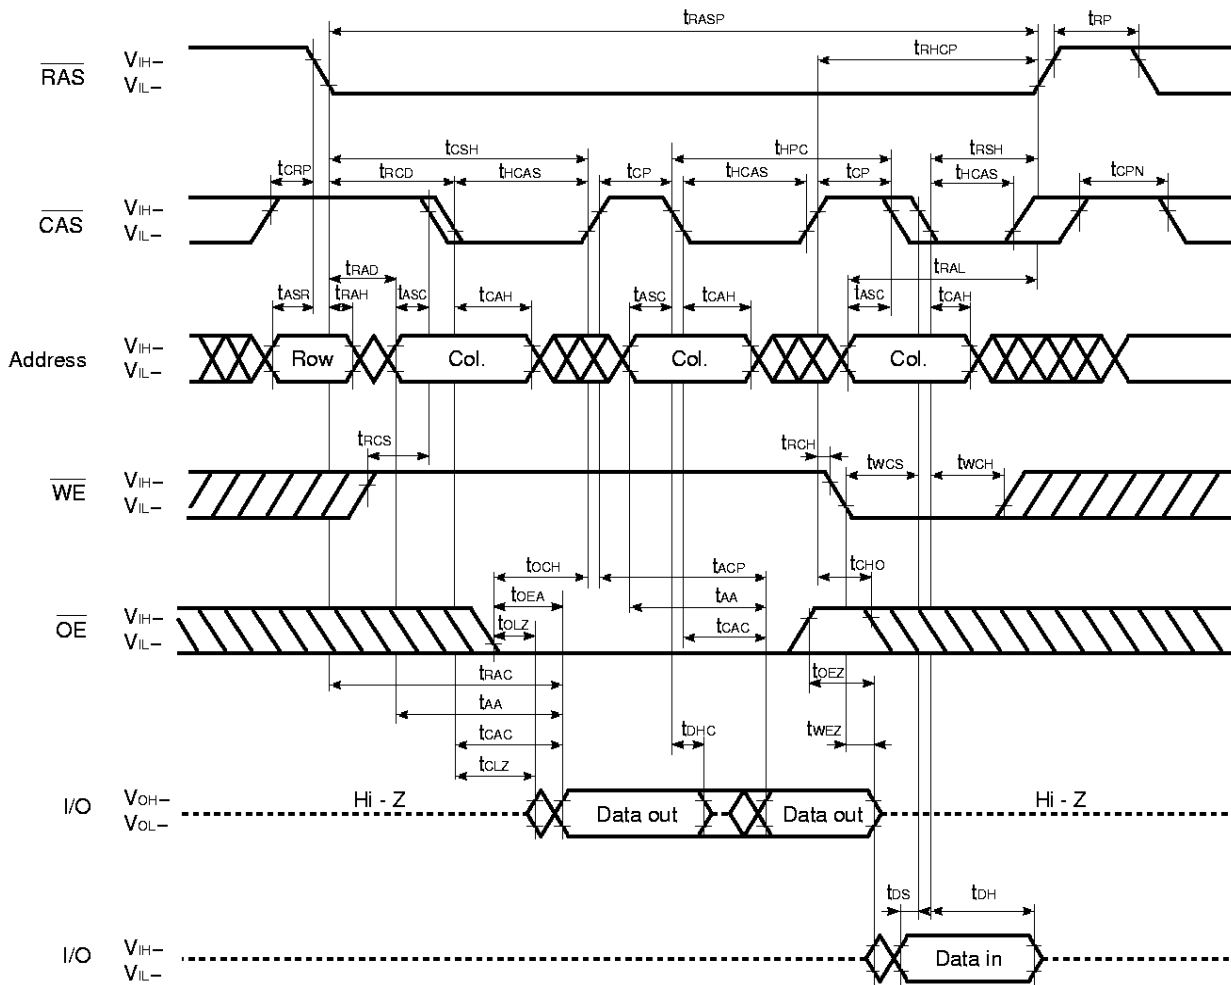 tRASP tRP
tRHCP
RAS VIH–
VIL–
tCSH tHPC tRSH
tCRP tRCD tHCAS tCP tHCAS tCP tHCAS tCPN
CAS VIH–
VIL–
tRAD tRAL
tASR tRAH tASC tCAH tASC tCAH tASC tCAH
Address VIH–
VIL–
Row Col. Col. Col.
tRCS tRCH tWCS tWCH
WE VIH–
VIL–
tOCH tACP tCHO
tOEA tAA
OE VIH–
VIL–
tOLZ tCAC
tRAC tOEZ
tAA
tCAC tDHC tWEZ
tCLZ
I/O VOH–
VOL–
Hi - Z Data out Data out Hi - Z
tDS tDH
I/O VIH–
VIL–
Data in